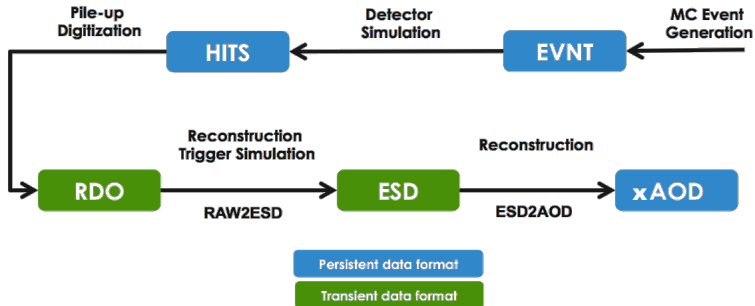 Pile-up
Digitization
Detector
Simulation
MC Event
Generation
HITS
EVNT
Reconstruction
Trigger Simulation
Reconstruction
RDO
ESD
xAOD
RAW2ESD
ESD2AOD
Persistent data format
Transient data format